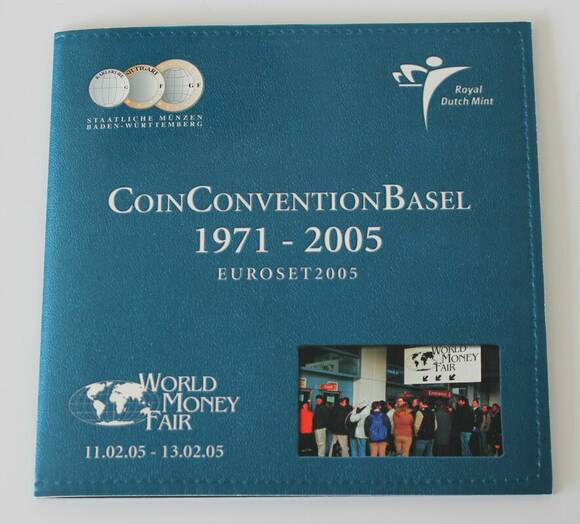 KARLSRUHE
STUTTGART
G
F
G F
STAATLICHE MÜNZEN
BADEN-WÜRTTEMBERG
Royal
Dutch Mint
COINCONVENTIONBASEL
1971 - 2005
EUROSET2005
WORLD
MONEY
FAIR
11.02.05 - 13.02.05
WORLD
MONEY
FAIR
Entrance